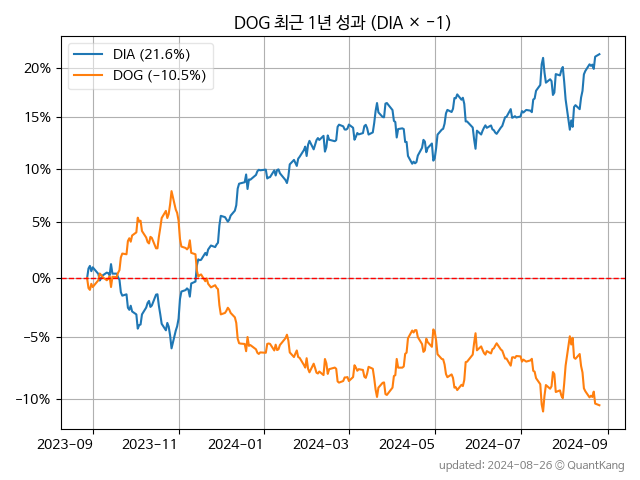 DOG 최근 1년 성과 (DIA × −1)
DIA (21.6%)
DOG (−10.5%)
20%
15%
10%
5%
0%
−5%
−10%
2023-09 2023-11 2024-01 2024-03 2024-05 2024-07 2024-09
updated: 2024-08-26 © QuantKang